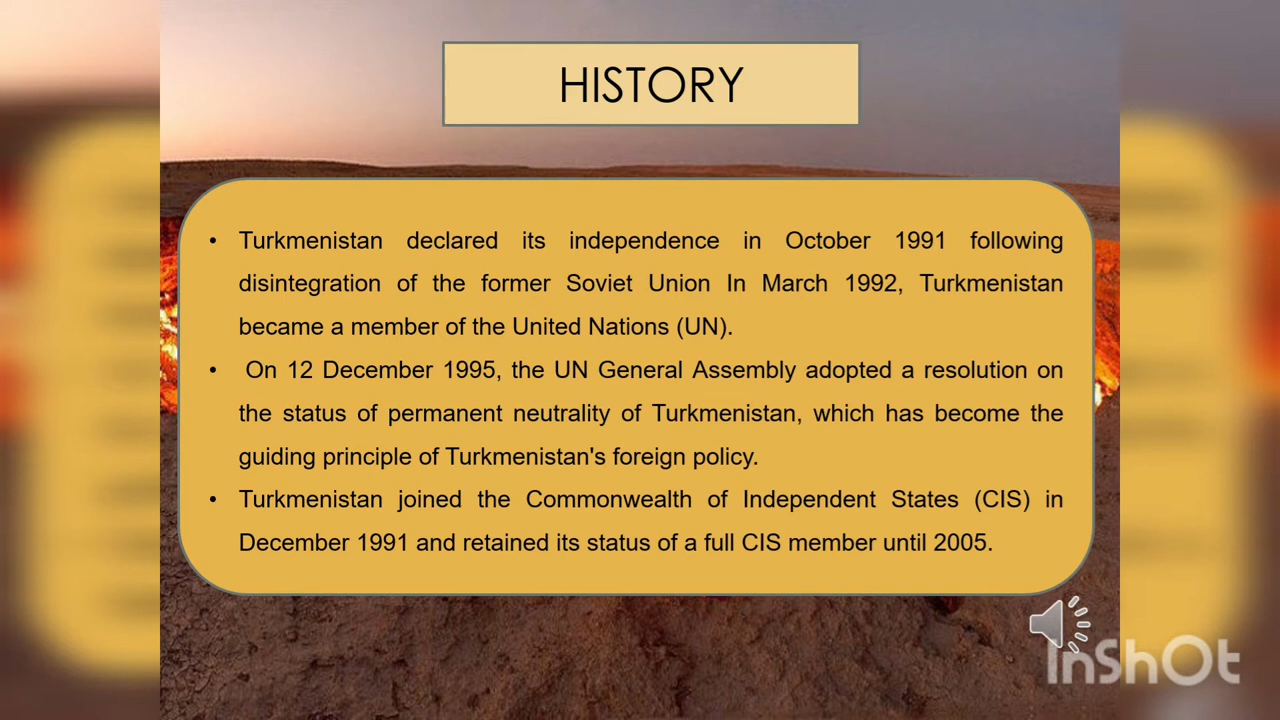 HISTORY
• Turkmenistan declared its independence in October 1991 following
disintegration of the former Soviet Union In March 1992, Turkmenistan
became a member of the United Nations (UN).
• On 12 December 1995, the UN General Assembly adopted a resolution on
the status of permanent neutrality of Turkmenistan, which has become the
guiding principle of Turkmenistan's foreign policy.
• Turkmenistan joined the Commonwealth of Independent States (CIS) in
December 1991 and retained its status of a full CIS member until 2005.
InShOt